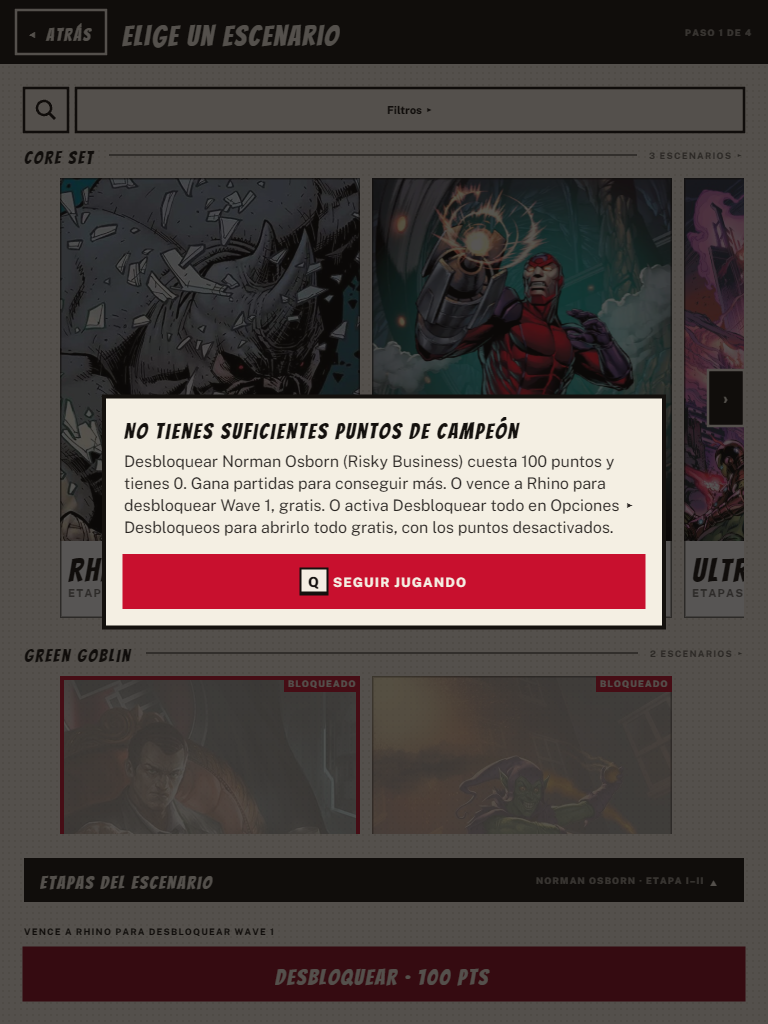 ATRÁS
ELIGE UN ESCENARIO
PASO 1 DE 4
Filtros
CORE SET
3 ESCENARIOS
NO TIENES SUFICIENTES PUNTOS DE CAMPEÓN
Desbloquear Norman Osborn (Risky Business) cuesta 100 puntos y
tienes 0. Gana partidas para conseguir más. O vence a Rhino para
desbloquear Wave 1, gratis. O activa Desbloquear todo en Opciones ▸
Desbloqueos para abrirlo todo gratis, con los puntos desactivados.
Q SEGUIR JUGANDO
RH
ETAP
ULTR
ETAPAS
GREEN GOBLIN
2 ESCENARIOS
BLOQUEADO
BLOQUEADO
ETAPAS DEL ESCENARIO
NORMAN OSBORN · ETAPA I–II ▲
VENCE A RHINO PARA DESBLOQUEAR WAVE 1
DESBLOQUEAR · 100 PTS